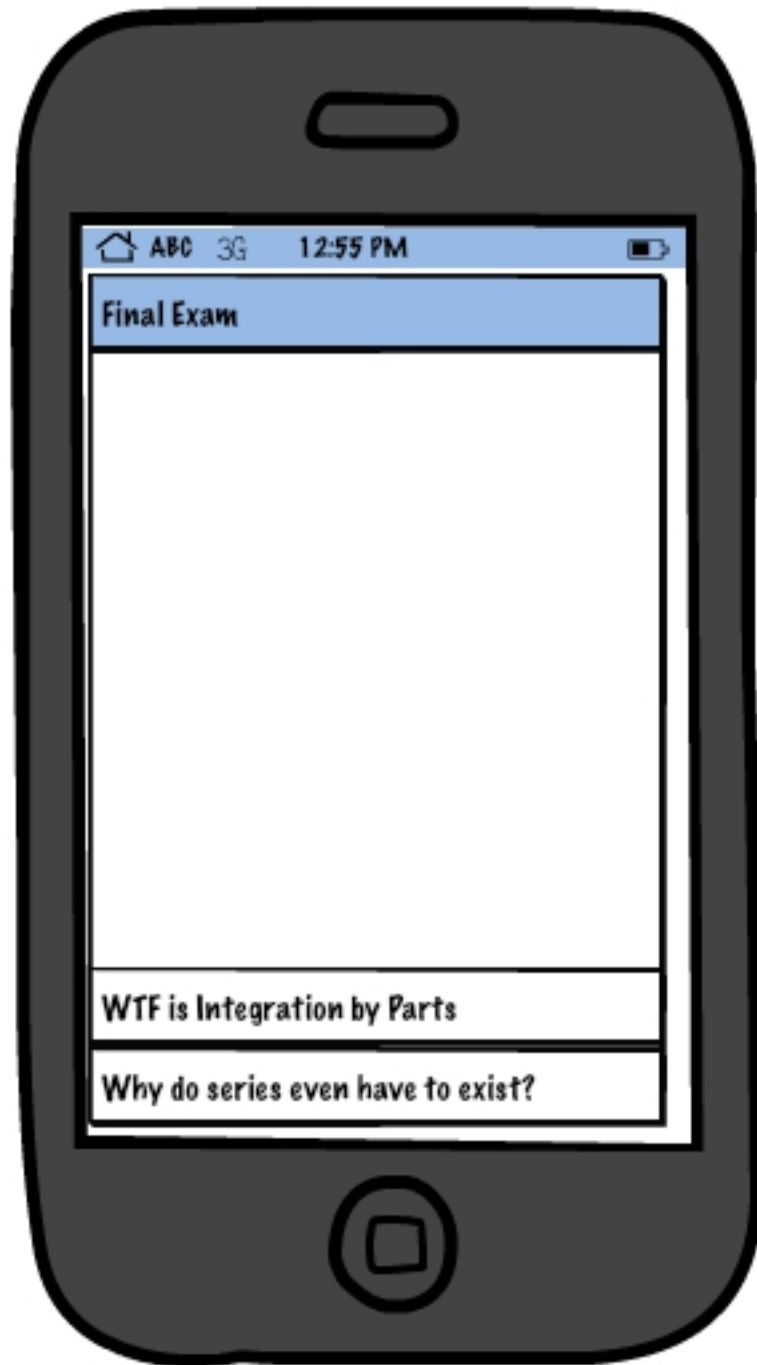 ABC 3G 12:55 PM
Final Exam
WTF is Integration by Parts
Why do series even have to exist?